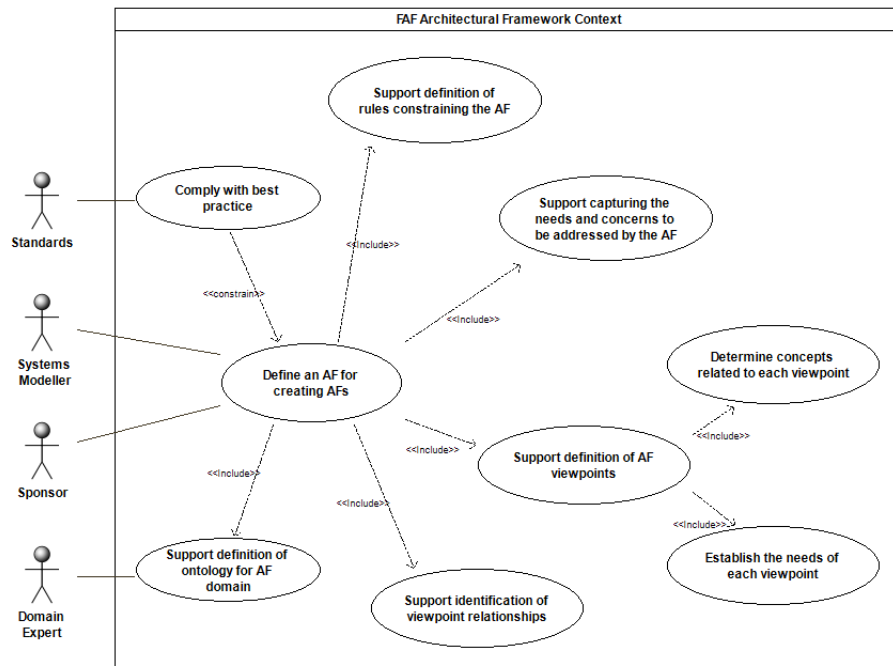 FAF Architectural Framework Context
Support definition of
rules constraining the AF
Comply with best
practice
Standards
Support capturing the
needs and concerns to
be addressed by the AF
<<Include>>
<<constrain>>
<<Include>>
Systems
Modeller
Define an AF for
creating AFs
Determine concepts
related to each viewpoint
Sponsor
<<Include>>
<<Include>>
Support definition of AF
viewpoints
<<Include>>
<<Include>>
<<Include>>
Support definition of
ontology for AF
domain
Establish the needs of
each viewpoint
Domain
Expert
Support identification of
viewpoint relationships